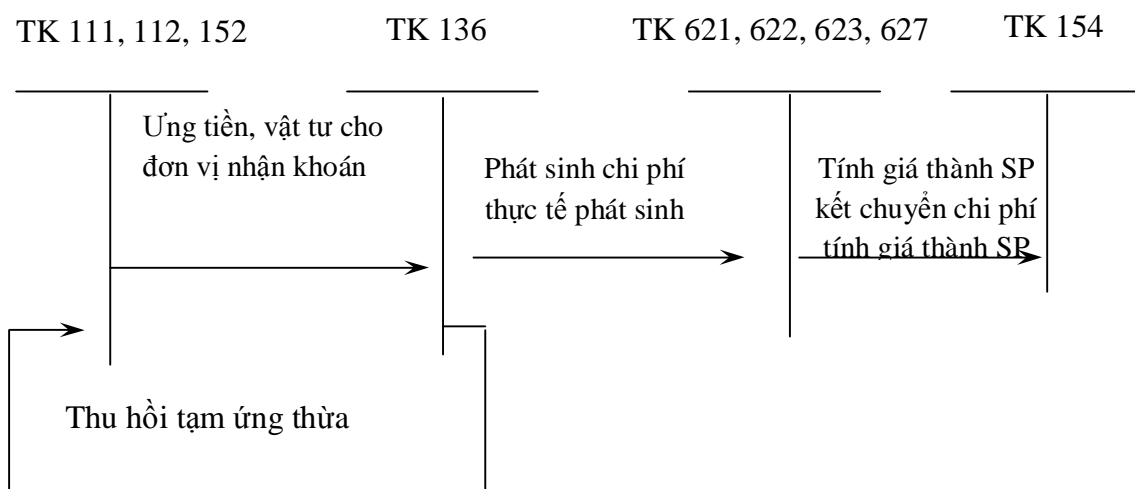 TK 111, 112, 152
TK 136
TK 621, 622, 623, 627
TK 154
Ưng tiền, vật tư cho
đơn vị nhận khoán
Phát sinh chi phí
thực tế phát sinh
Tính giá thành SP
kết chuyển chi phí
tính giá thành SP
Thu hồi tạm ứng thừa